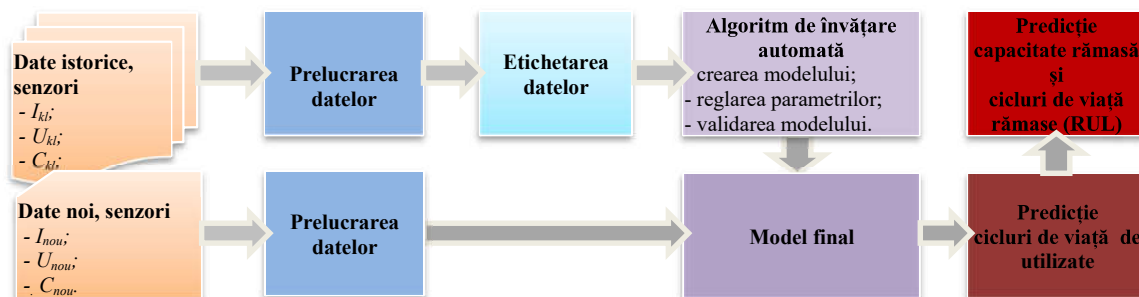 Date istorice,
senzori
- Ikl;
- Ukl;
- Ckl;
Prelucrarea
datelor
Etichetarea
datelor
Algoritm de învățare
automată
- crearea modelului;
- reglarea parametrilor;
- validarea modelului.
Predicție
capacitate rămasă
și
cicluri de viață
rămase (RUL)
Date noi, senzori
- Inou;
- Unou;
- Cnou.
Prelucrarea
datelor
Model final
Predicție
cicluri de viață de
utilizate